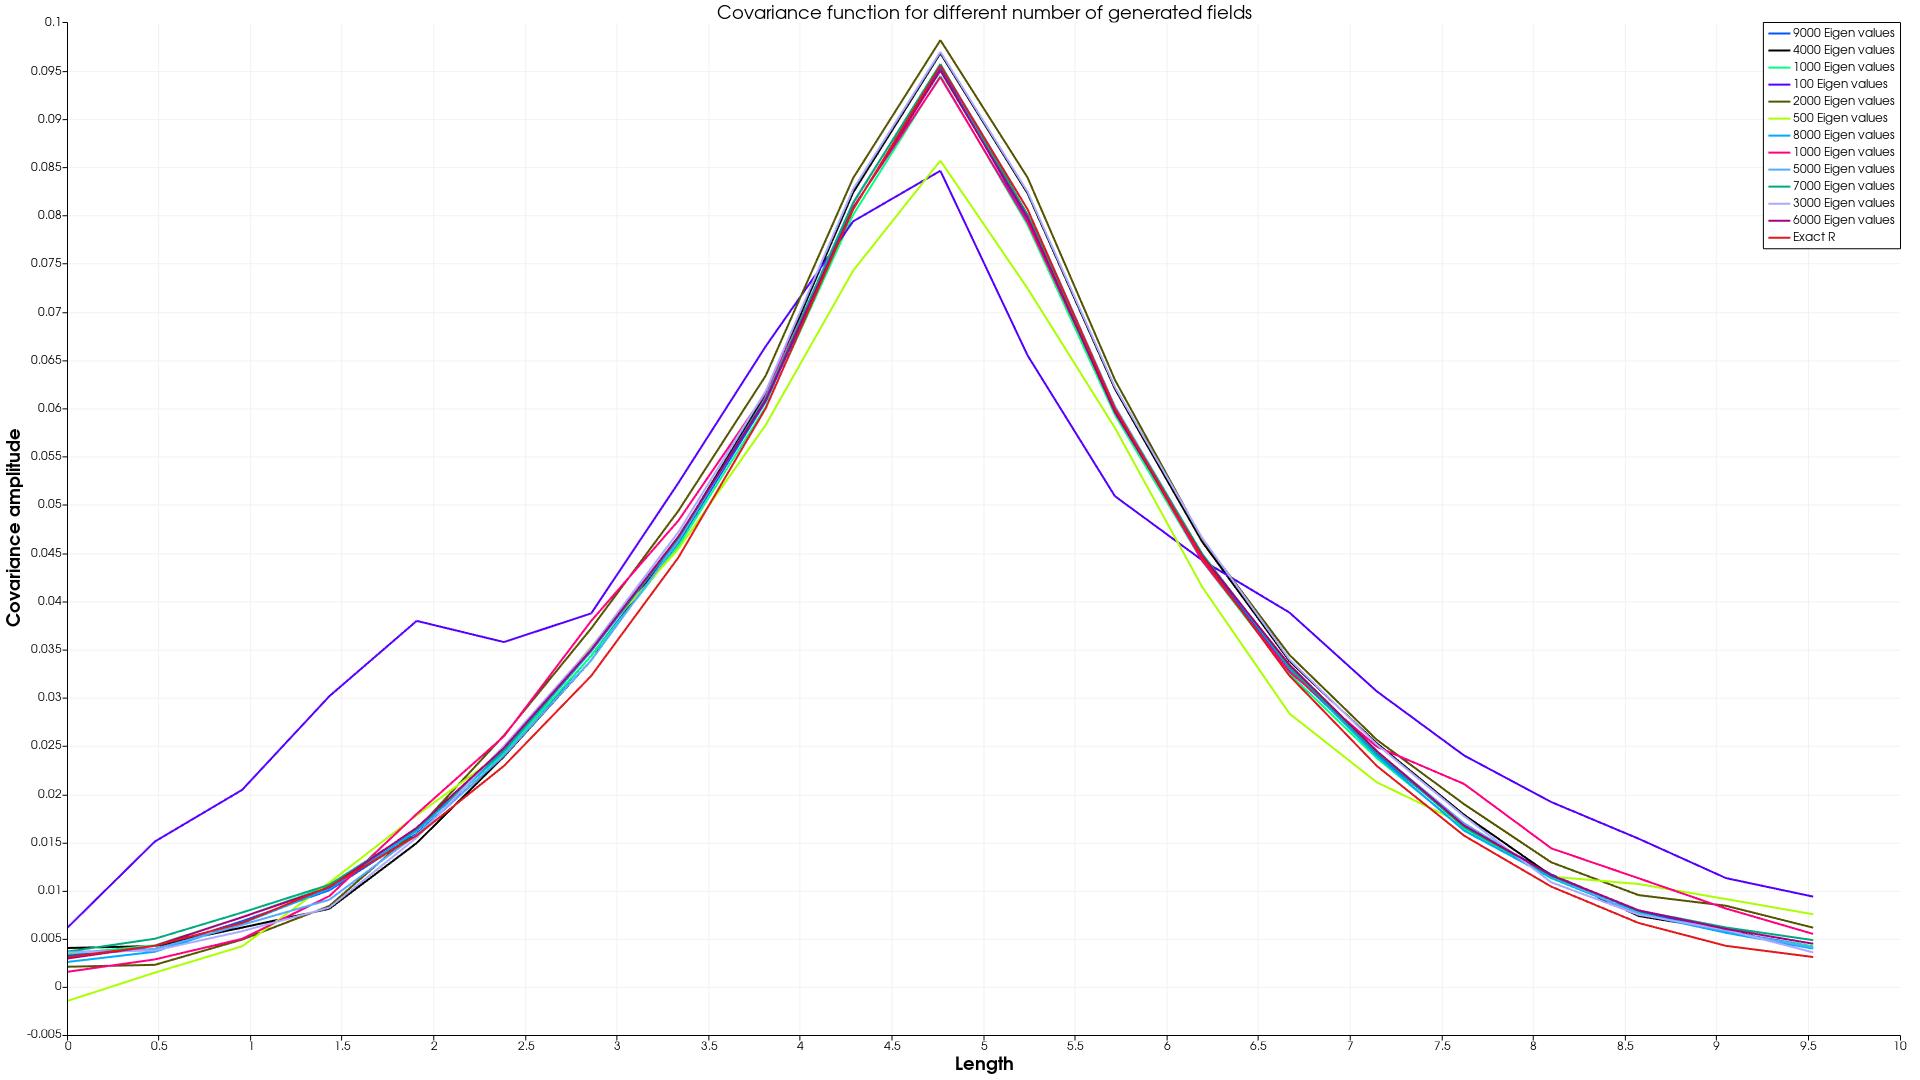 Covariance function for different number of generated fields
0.1
0.095
0.09
0.085
0.08
0.075
0.07
0.065
0.06
0.055
0.05
0.045
0.04
0.035
0.03
0.025
0.02
0.015
0.01
0.005
0
-0.005
Covariance amplitude
9000 Eigen values
4000 Eigen values
1000 Eigen values
100 Eigen values
2000 Eigen values
500 Eigen values
8000 Eigen values
1000 Eigen values
5000 Eigen values
7000 Eigen values
3000 Eigen values
6000 Eigen values
Exact R
0 0.5 1 1.5 2 2.5 3 3.5 4 4.5 5 5.5 6 6.5 7 7.5 8 8.5 9 9.5 10
Length